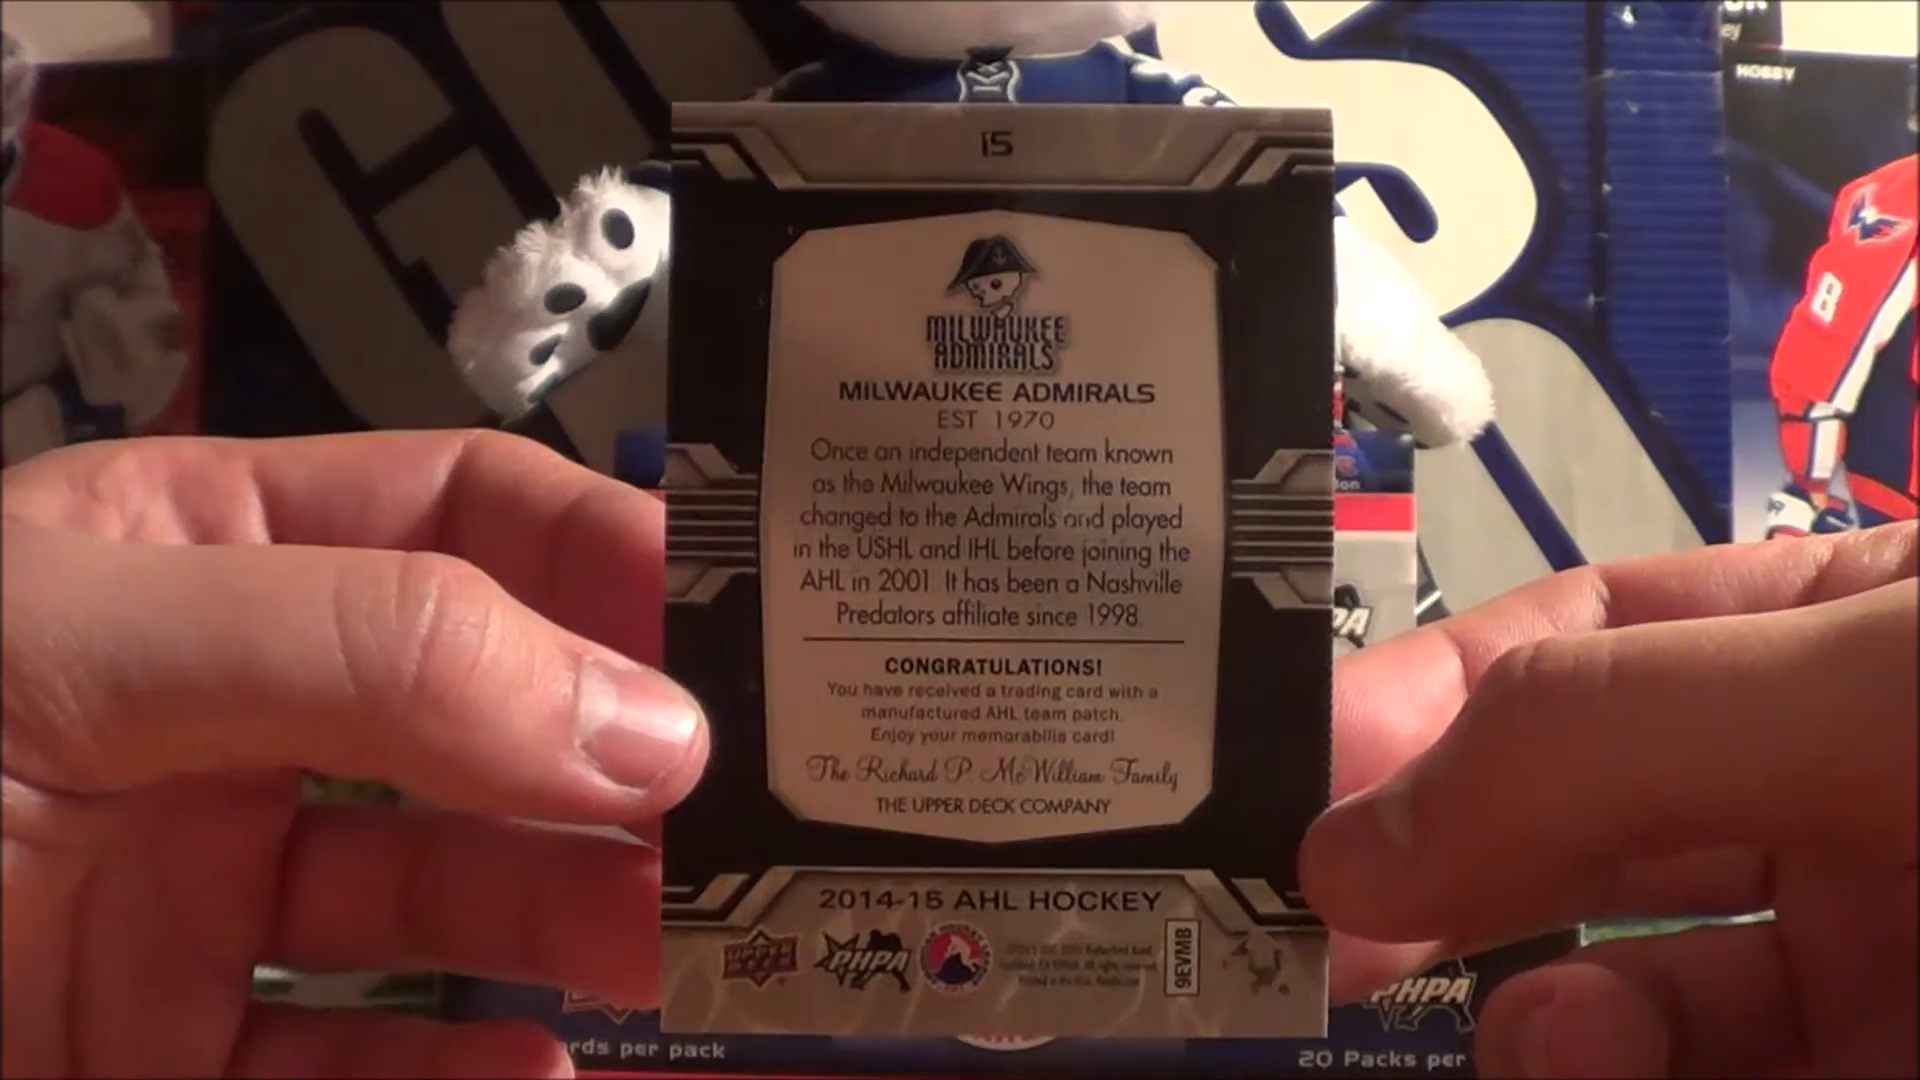 HOBBY
8
15
MILWAUKEE
ADMIRALS
MILWAUKEE ADMIRALS
EST 1970
Once an independent team known
as the Milwaukee Wings, the team
changed to the Admirals and played
in the USHL and IHL before joining the
AHL in 2001. It has been a Nashville
Predators affiliate since 1998.
CONGRATULATIONS!
You have received a trading card with a
manufactured AHL team patch.
Enjoy your memorabilia card!
The Richard P. McWilliam Family
THE UPPER DECK COMPANY
2014-15 AHL HOCKEY
UPPER
DECK
PHPA
9EVMB
PHPA
rds per pack
20 Packs per